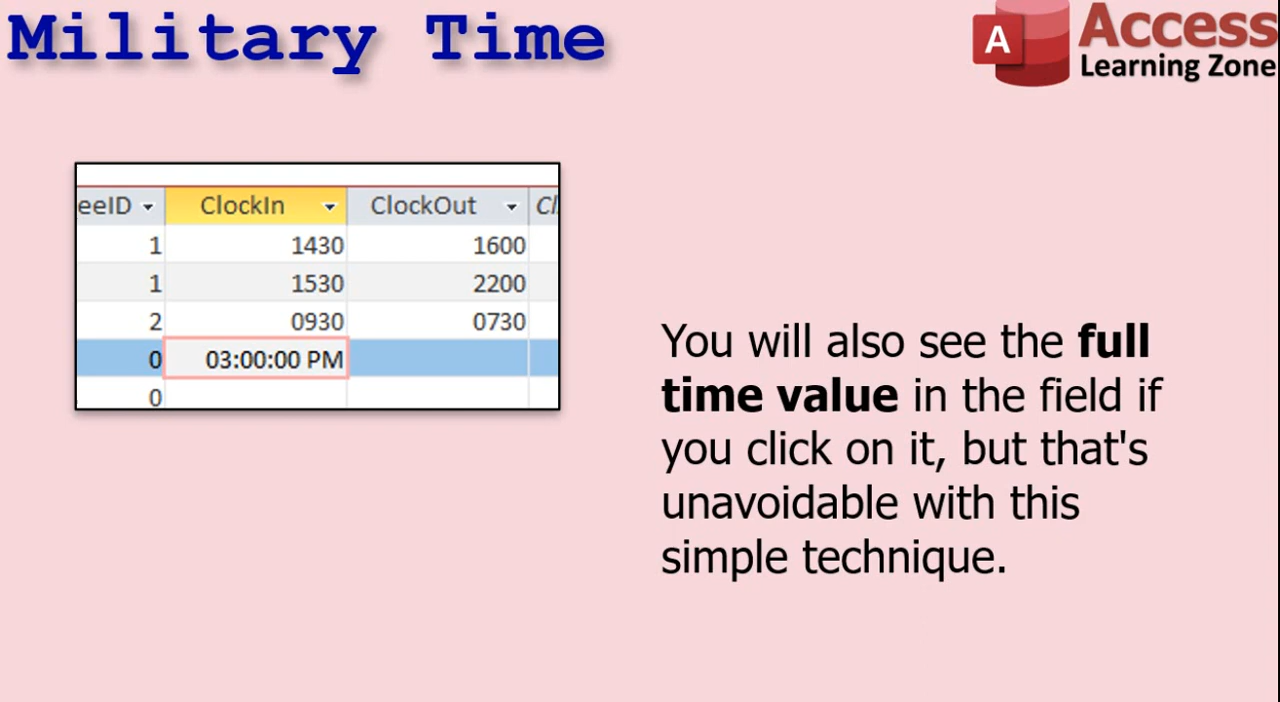 Military Time
A Access
Learning Zone
eeID ClockIn ClockOut Cl
1 1430 1600
1 1530 2200
2 0930 0730
0 03:00:00 PM
0
You will also see the full
time value in the field if
you click on it, but that's
unavoidable with this
simple technique.